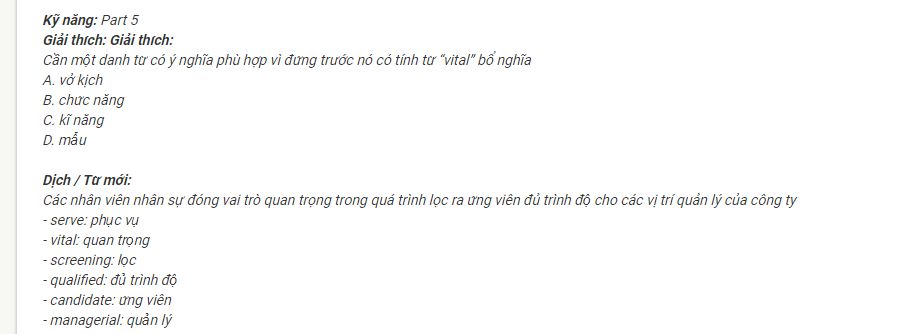 Kỹ năng: Part 5
Giải thích: Giải thích:
Cần một danh từ có ý nghĩa phù hợp vì đứng trước nó có tính từ “vital” bổ nghĩa
A. vở kịch
B. chức năng
C. kĩ năng
D. mẫu
Dịch / Từ mới:
Các nhân viên nhân sự đóng vai trò quan trọng trong quá trình lọc ra ứng viên đủ trình độ cho các vị trí quản lý của công ty
- serve: phục vụ
- vital: quan trọng
- screening: lọc
- qualified: đủ trình độ
- candidate: ứng viên
- managerial: quản lý